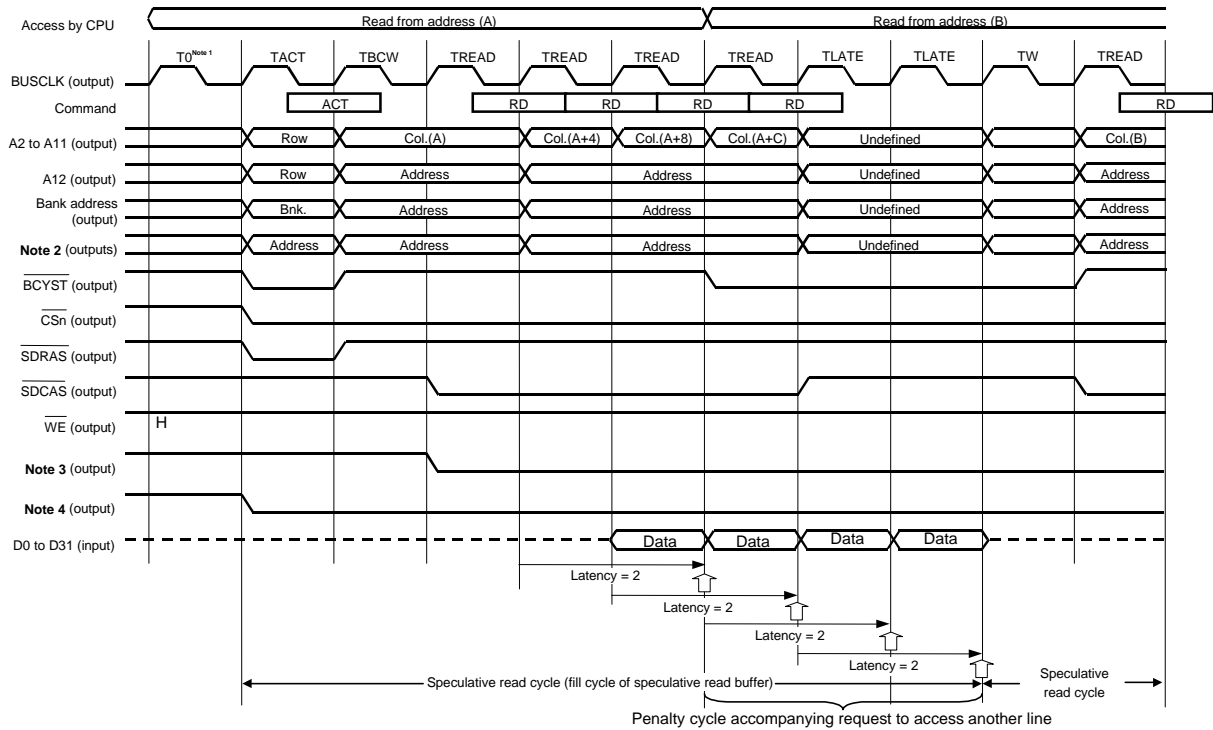 Access by CPU Read from address (A) Read from address (B)
T0Note 1 TACT TBCW TREAD TREAD TREAD TREAD TLATE TLATE TW TREAD
BUSCLK (output)
Command ACT RD RD RD RD RD
A2 to A11 (output) Row Col.(A) Col.(A+4) Col.(A+8) Col.(A+C) Undefined Col.(B)
A12 (output) Row Address Address Undefined Address
Bank address
(output) Bnk. Address Address Undefined Address
Note 2 (outputs) Address Address Address Undefined Address
BCYST (output)
CSn (output)
SDRAS (output)
SDCAS (output)
WE (output) H
Note 3 (output)
Note 4 (output)
D0 to D31 (input) Data Data Data Data
Latency = 2
Latency = 2
Latency = 2
Latency = 2
Speculative read cycle (fill cycle of speculative read buffer)
Speculative
read cycle
Penalty cycle accompanying request to access another line